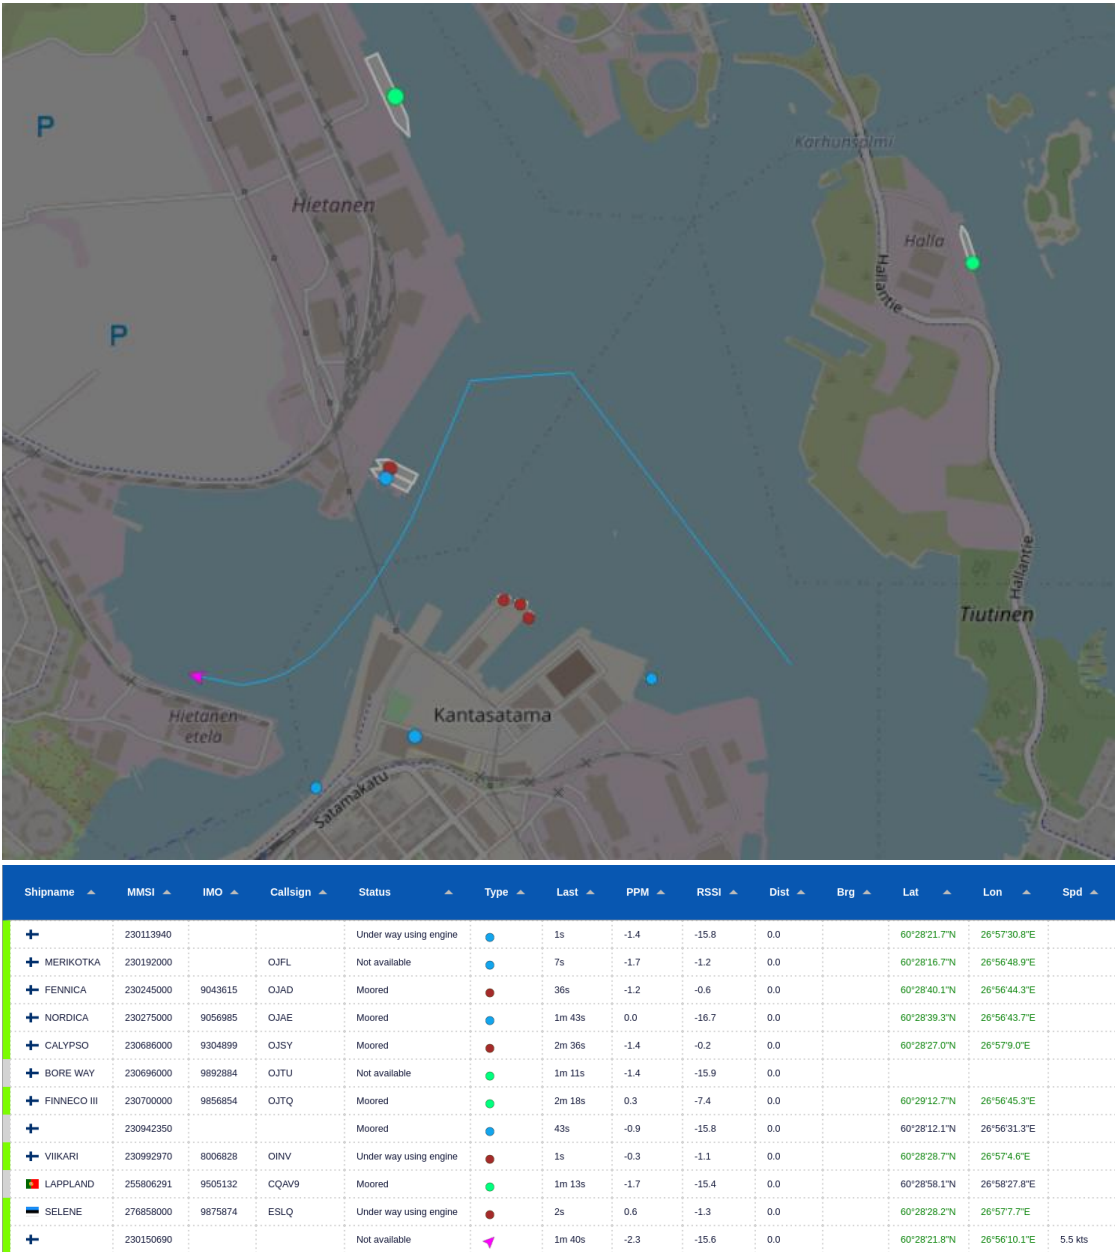 P
Karhunsalmi
Hietanen
Halla
Hallantie
P
Hallantie
Tiutinen
Kantasatama
Hietanen
etelä
Satamakatu
Shipname MMSI IMO Callsign Status Type Last PPM RSSI Dist Brg Lat Lon Spd
230113940 Under way using engine 1s -1.4 -15.8 0.0 60°28'21.7"N 26°57'30.8"E
MERIKOTKA 230192000 OJFL Not available 7s -1.7 -1.2 0.0 60°28'16.7"N 26°56'48.9"E
FENNICA 230245000 9043615 OJAD Moored 36s -1.2 -0.6 0.0 60°28'40.1"N 26°56'44.3"E
NORDICA 230275000 9056985 OJAE Moored 1m 43s 0.0 -16.7 0.0 60°28'39.3"N 26°56'43.7"E
CALYPSO 230686000 9304899 OJSY Moored 2m 36s -1.4 -0.2 0.0 60°28'27.0"N 26°57'9.0"E
BORE WAY 230696000 9892884 OJTU Not available 1m 11s -1.4 -15.9 0.0
FINNECO III 230700000 9856854 OJTQ Moored 2m 18s 0.3 -7.4 0.0 60°29'12.7"N 26°56'45.3"E
230942350 Moored 43s -0.9 -15.8 0.0 60°28'12.1"N 26°56'31.3"E
VIIKARI 230992970 8006828 OINV Under way using engine 1s -0.3 -1.1 0.0 60°28'28.7"N 26°57'4.6"E
LAPPLAND 255806291 9505132 CQAV9 Moored 1m 13s -1.7 -15.4 0.0 60°28'58.1"N 26°58'27.8"E
SELENE 276858000 9875874 ESLQ Under way using engine 2s 0.6 -1.3 0.0 60°28'28.2"N 26°57'7.7"E
230150690 Not available 1m 40s -2.3 -15.6 0.0 60°28'21.8"N 26°56'10.1"E 5.5 kts